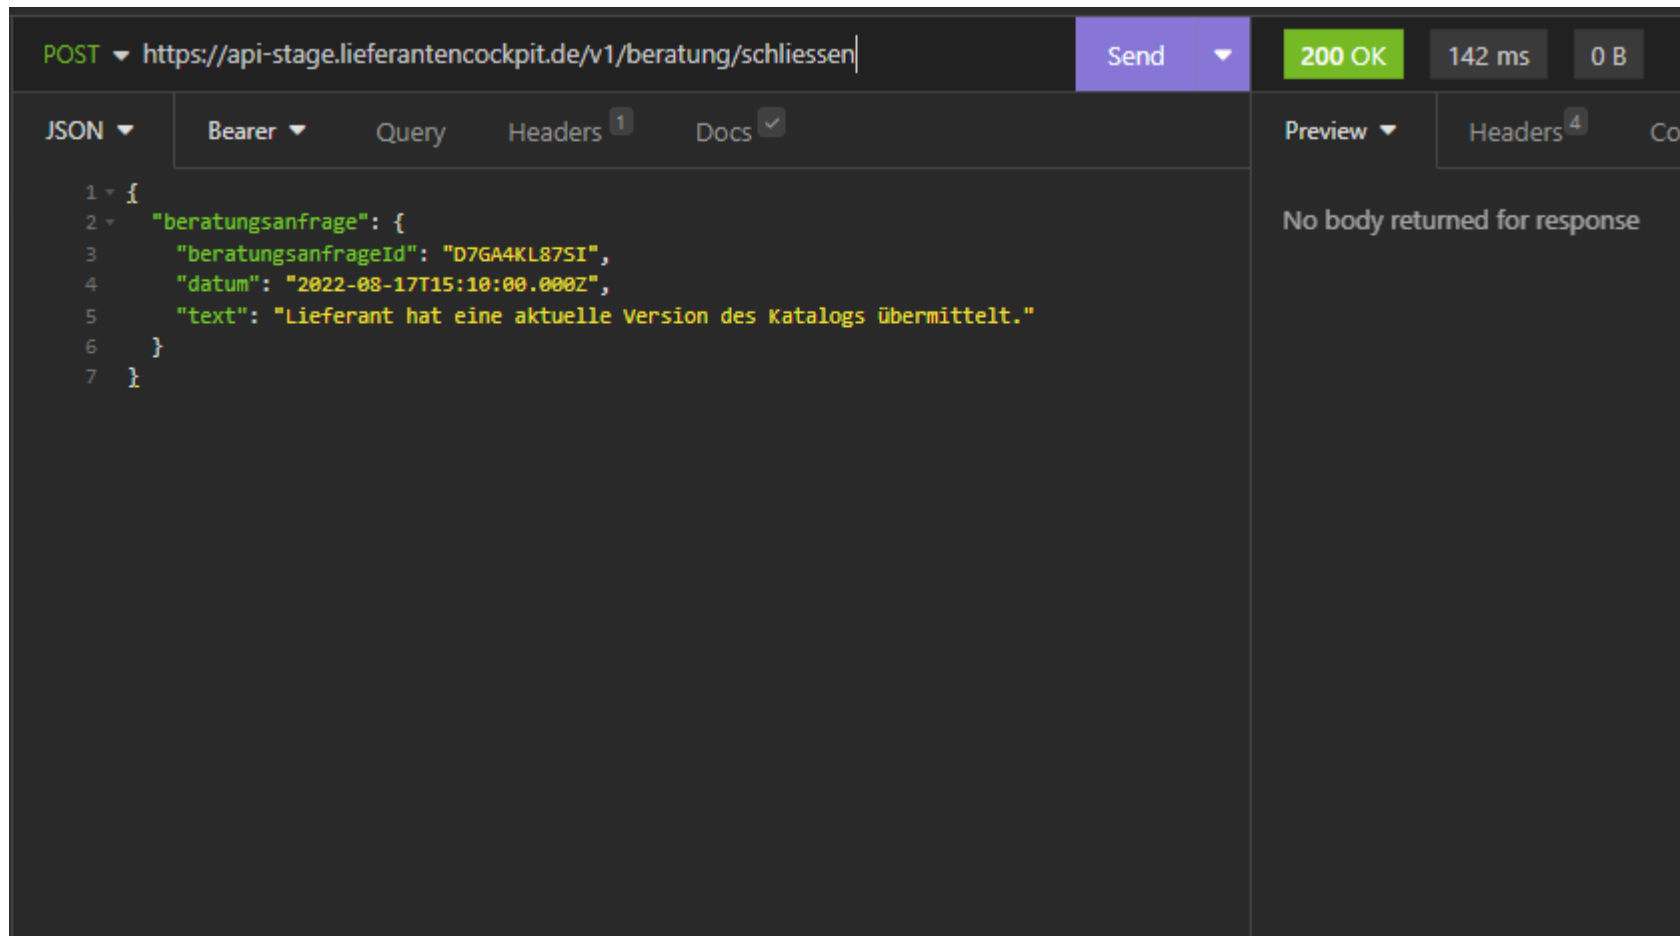 POST https://api-stage.lieferantencockpit.de/v1/beratung/schliessen Send 200 OK 142 ms 0 B
JSON Bearer Query Headers 1 Docs Preview Headers 4 Co
1 {
2 "beratungsanfrage": {
3 "beratungsanfrageId": "D7GA4KL87SI",
4 "datum": "2022-08-17T15:10:00.000Z",
5 "text": "Lieferant hat eine aktuelle Version des Katalogs übermittelt."
6 }
7 }
No body returned for response